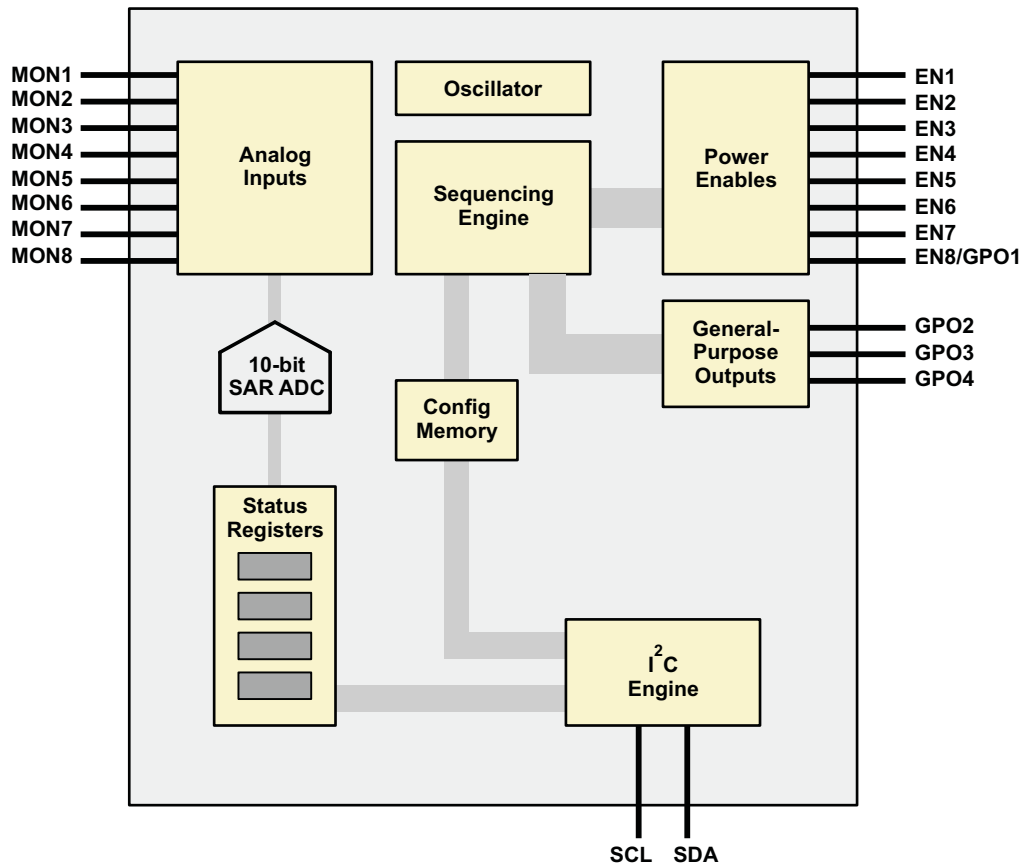 MON1
MON2
MON3
MON4
MON5
MON6
MON7
MON8
Analog
Inputs
Oscillator
Sequencing
Engine
Power
Enables
EN1
EN2
EN3
EN4
EN5
EN6
EN7
EN8/GPO1
General-
Purpose
Outputs
GPO2
GPO3
GPO4
10-bit
SAR ADC
Config
Memory
Status
Registers
I²C
Engine
SCL SDA